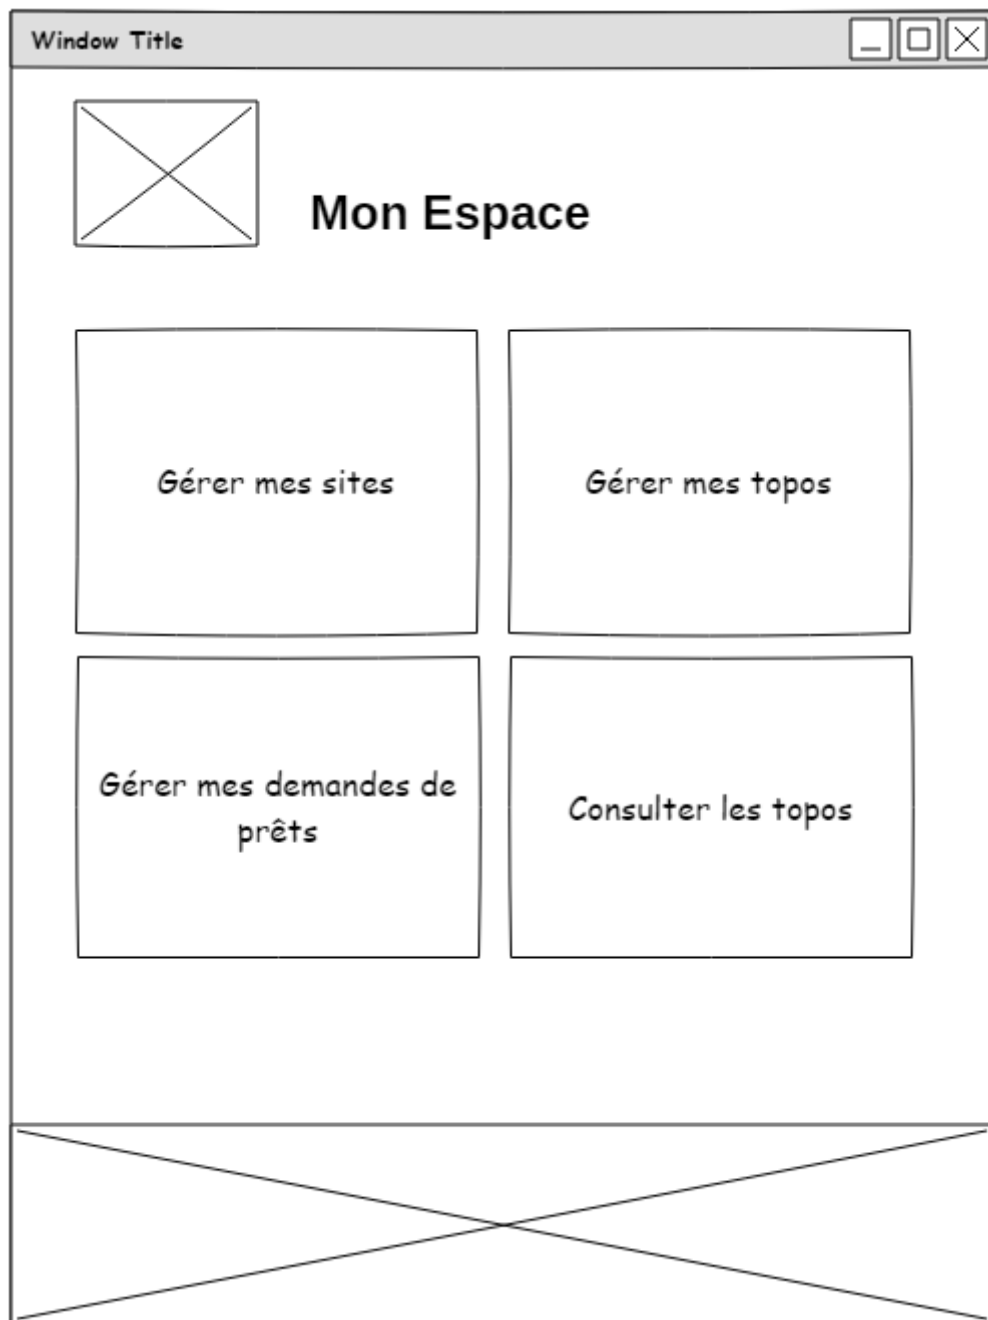 Window Title
Mon Espace
Gérer mes sites
Gérer mes topos
Gérer mes demandes de
prêts
Consulter les topos